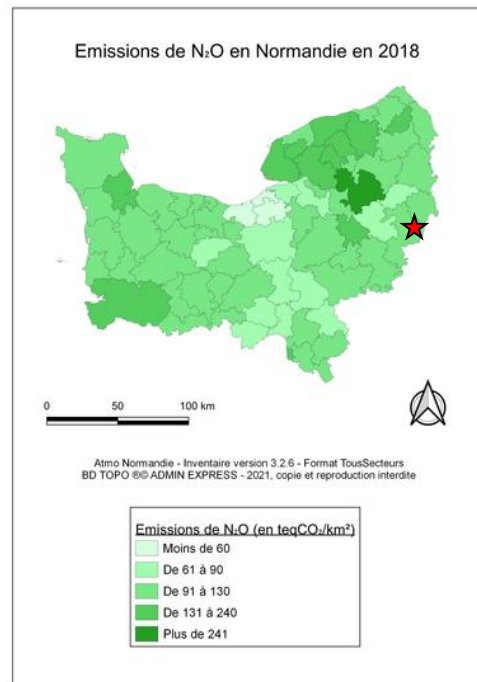 Emissions de N₂O en Normandie en 2018
0 50 100 km
Atmo Normandie - Inventaire version 3.2.6 - Format TousSecteurs
BD TOPO ®© ADMIN EXPRESS - 2021, copie et reproduction interdite
Emissions de N₂O (en teqCO₂/km²)
Moins de 60
De 61 à 90
De 91 à 130
De 131 à 240
Plus de 241